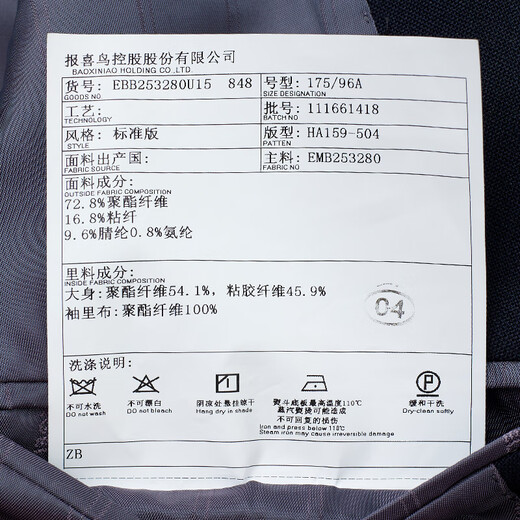 报喜鸟控股股份有限公司
BAOXINIAO HOLDING CO.,LTD.
货号: EBB253280U15 848 号型: 175/96A
GOODS NO SIZE DESIGNATION
工艺: 批号: 111661418
TECHNOLOGY BATCH NO
风格: 标准版 版型: HA159-504
STYLE PATTEN
面料出产国: 主料: EMB253280
FABRIC SOURCE FABRIC NO
面料成分:
OUTSIDE FABRIC COMPOSITION
72.8%聚酯纤维
16.8%粘纤
9.6%腈纶0.8%氨纶
里料成分:
INSIDE FABRIC COMPOSITION
大身: 聚酯纤维54.1%, 粘胶纤维45.9%
袖里布: 聚酯纤维100%
04
洗涤说明:
不可水洗
Do not wash
不可漂白
DO not bleach
阴凉处悬挂晾干
Hang dry in shade
熨斗底板最高温度110℃
蒸汽熨烫可能造成
不可回复的损伤
Iron and press below 110℃
Steam iron may cause irreversible damage
P
缓和干洗
Dry-clean softly
ZB